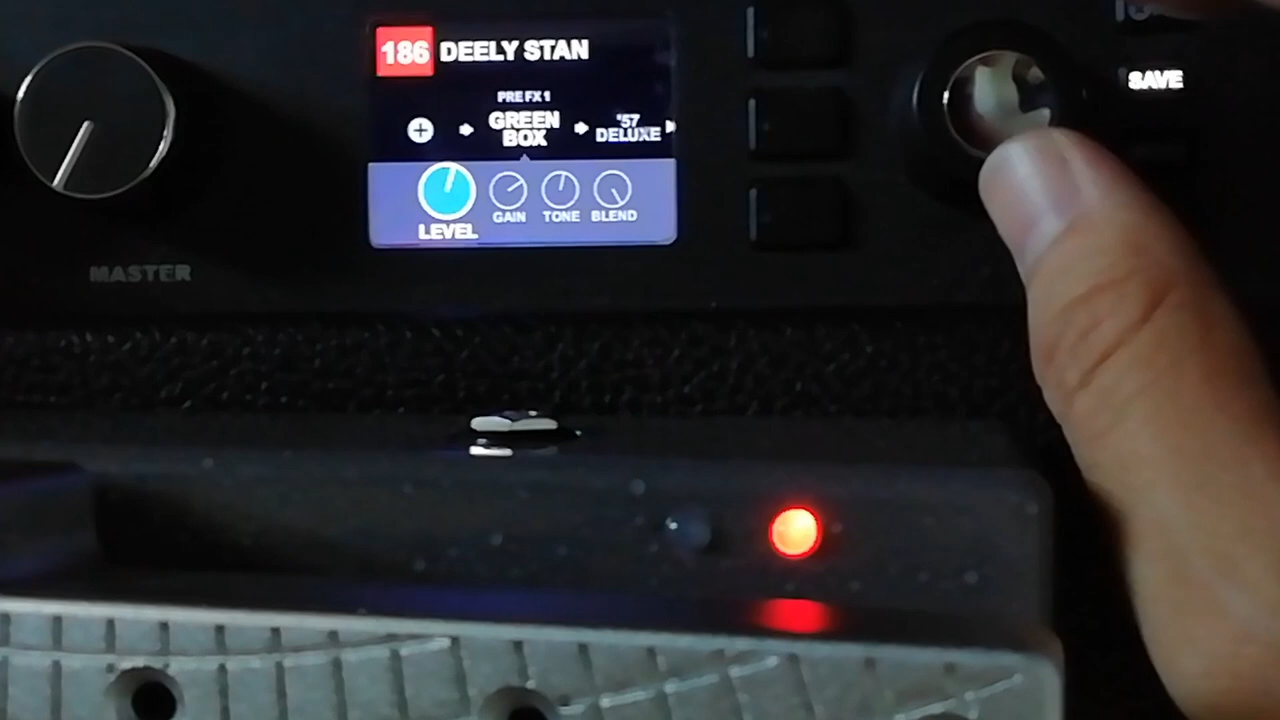 186 DEELY STAN
PRE FX 1
GREEN
BOX
'57
DELUXE
LEVEL
GAIN
TONE
BLEND
MASTER
SAVE